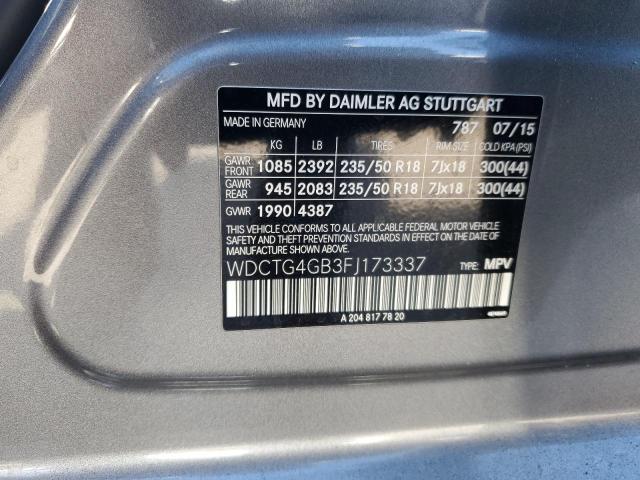 MFD BY DAIMLER AG STUTTGART
MADE IN GERMANY 787 07/15
KG LB TIRES RIM SIZE COLD KPA (PSI)
GAWR FRONT 1085 2392 235/50 R18 7Jx18 300(44)
GAWR REAR 945 2083 235/50 R18 7Jx18 300(44)
GVWR 1990 4387
THIS VEHICLE CONFORMS TO ALL APPLICABLE FEDERAL MOTOR VEHICLE
SAFETY AND THEFT PREVENTION STANDARDS IN EFFECT ON THE DATE OF
MANUFACTURE SHOWN ABOVE.
WDCTG4GB3FJ173337 TYPE: MPV
A 204 817 78 20